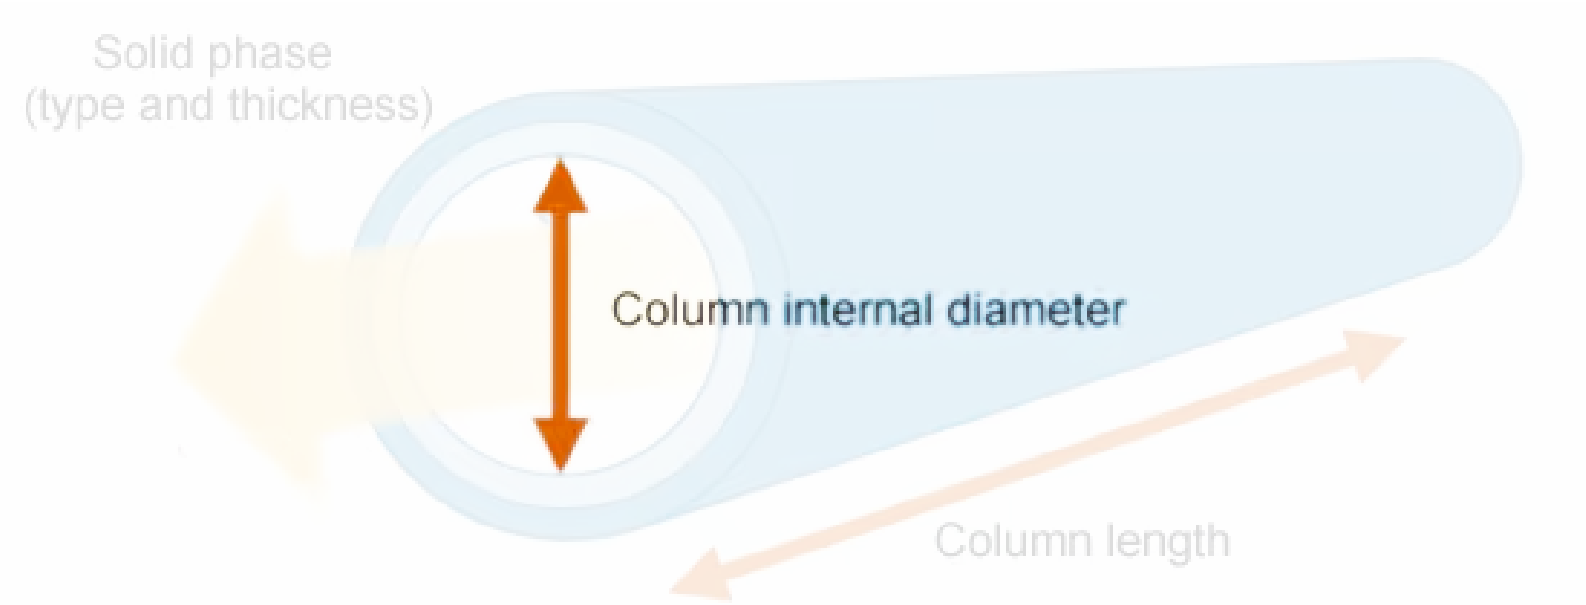 Solid phase
(type and thickness)
Column internal diameter
Column length